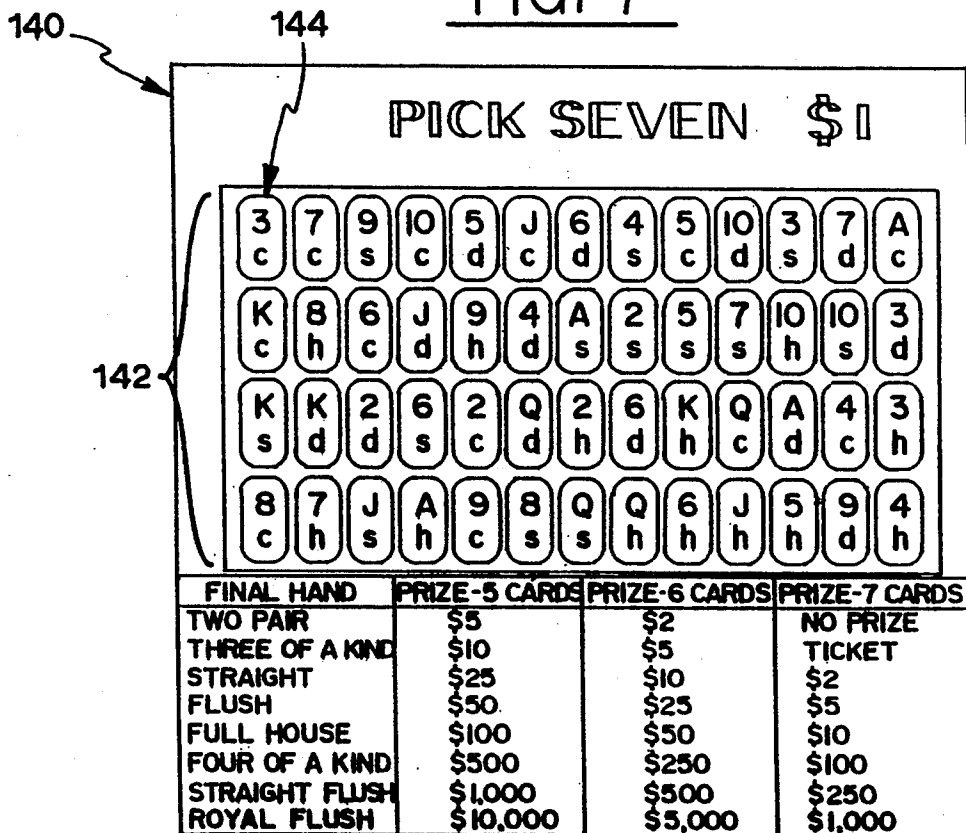 140
144
PICK SEVEN $1
142
3 7 9 10 5 J 6 4 5 10 3 7 A
c c s c d c d s c d s d c
K 8 6 J 9 4 A 2 5 7 10 10 3
c h c d h d s s s s h s d
K K 2 6 2 Q 2 6 K Q A 4 3
s d d s c d h d h c d c h
8 7 J A 9 8 Q Q 6 J 5 9 4
c h s h c s s h h h h d h
FINAL HAND PRIZE-5 CARDS PRIZE-6 CARDS PRIZE-7 CARDS
TWO PAIR $5 $2 NO PRIZE
THREE OF A KIND $10 $5 TICKET
STRAIGHT $25 $10 $2
FLUSH $50 $25 $5
FULL HOUSE $100 $50 $10
FOUR OF A KIND $500 $250 $100
STRAIGHT FLUSH $1,000 $500 $250
ROYAL FLUSH $10,000 $5,000 $1,000